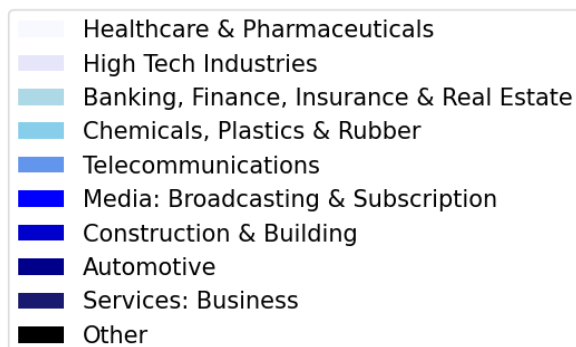 Healthcare & Pharmaceuticals
High Tech Industries
Banking, Finance, Insurance & Real Estate
Chemicals, Plastics & Rubber
Telecommunications
Media: Broadcasting & Subscription
Construction & Building
Automotive
Services: Business
Other